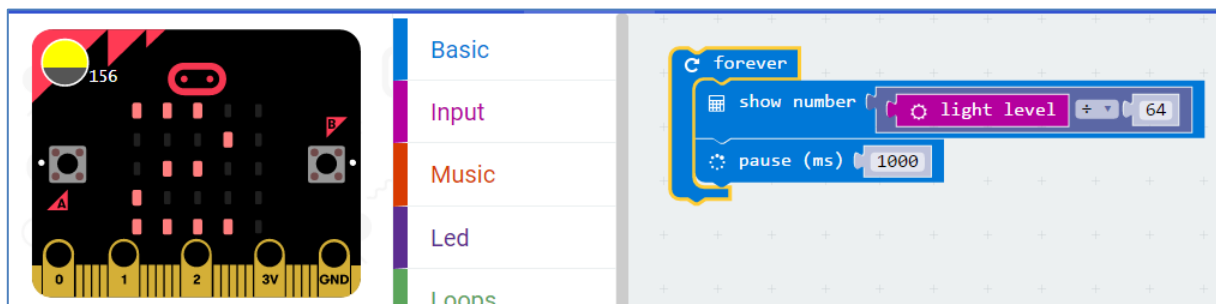 156
B
A
0 1 2 3V GND
Basic
Input
Music
Led
Loops
forever
show number light level ÷ 64
pause (ms) 1000